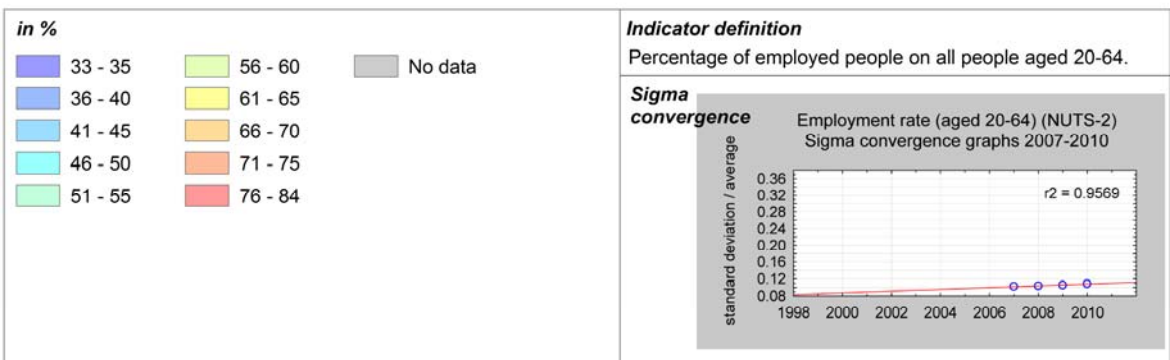 in %
33 - 35
36 - 40
41 - 45
46 - 50
51 - 55
56 - 60
61 - 65
66 - 70
71 - 75
76 - 84
No data
Indicator definition
Percentage of employed people on all people aged 20-64.
Sigma
convergence
Employment rate (aged 20-64) (NUTS-2)
Sigma convergence graphs 2007-2010
standard deviation / average
0.36
0.32
0.28
0.24
0.20
0.16
0.12
0.08
r2 = 0.9569
1998 2000 2002 2004 2006 2008 2010